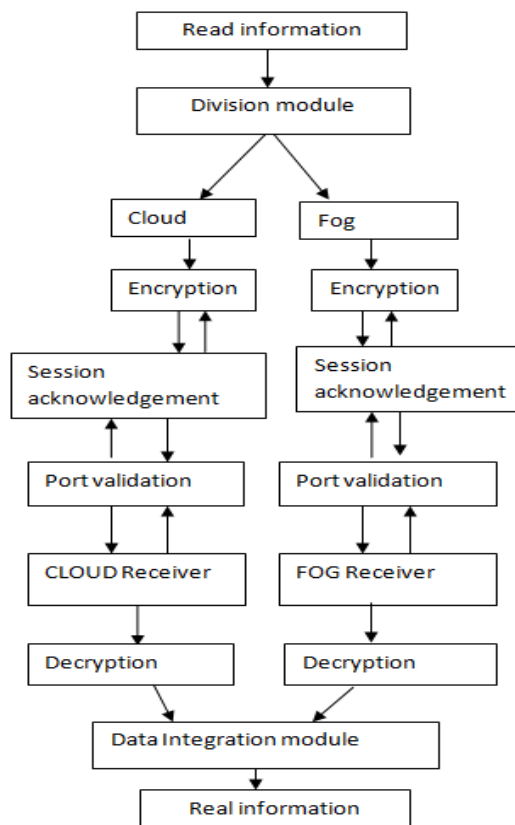 Read information
Division module
Cloud
Fog
Encryption
Encryption
Session
acknowledgement
Session
acknowledgement
Port validation
Port validation
CLOUD Receiver
FOG Receiver
Decryption
Decryption
Data Integration module
Real information